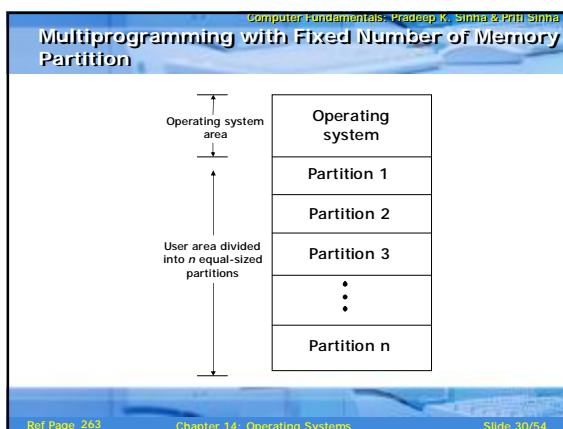 Computer Fundamentals: Pradeep K. Sinha & Priti Sinha
Multiprogramming with Fixed Number of Memory
Partition
Operating system
area
Operating
system
Partition 1
Partition 2
User area divided
into n equal-sized
partitions
Partition 3
Partition n
Ref Page 263
Chapter 14: Operating Systems
Slide 30/54